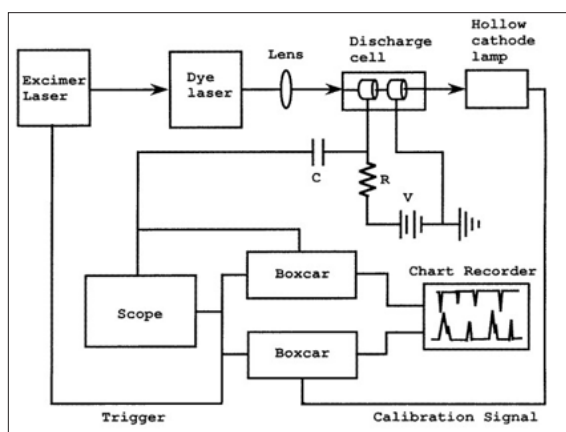 Excimer
Laser
Dye
laser
Lens
Discharge
cell
Hollow
cathode
lamp
C
R
V
Boxcar
Chart Recorder
Scope
Boxcar
Trigger
Calibration Signal